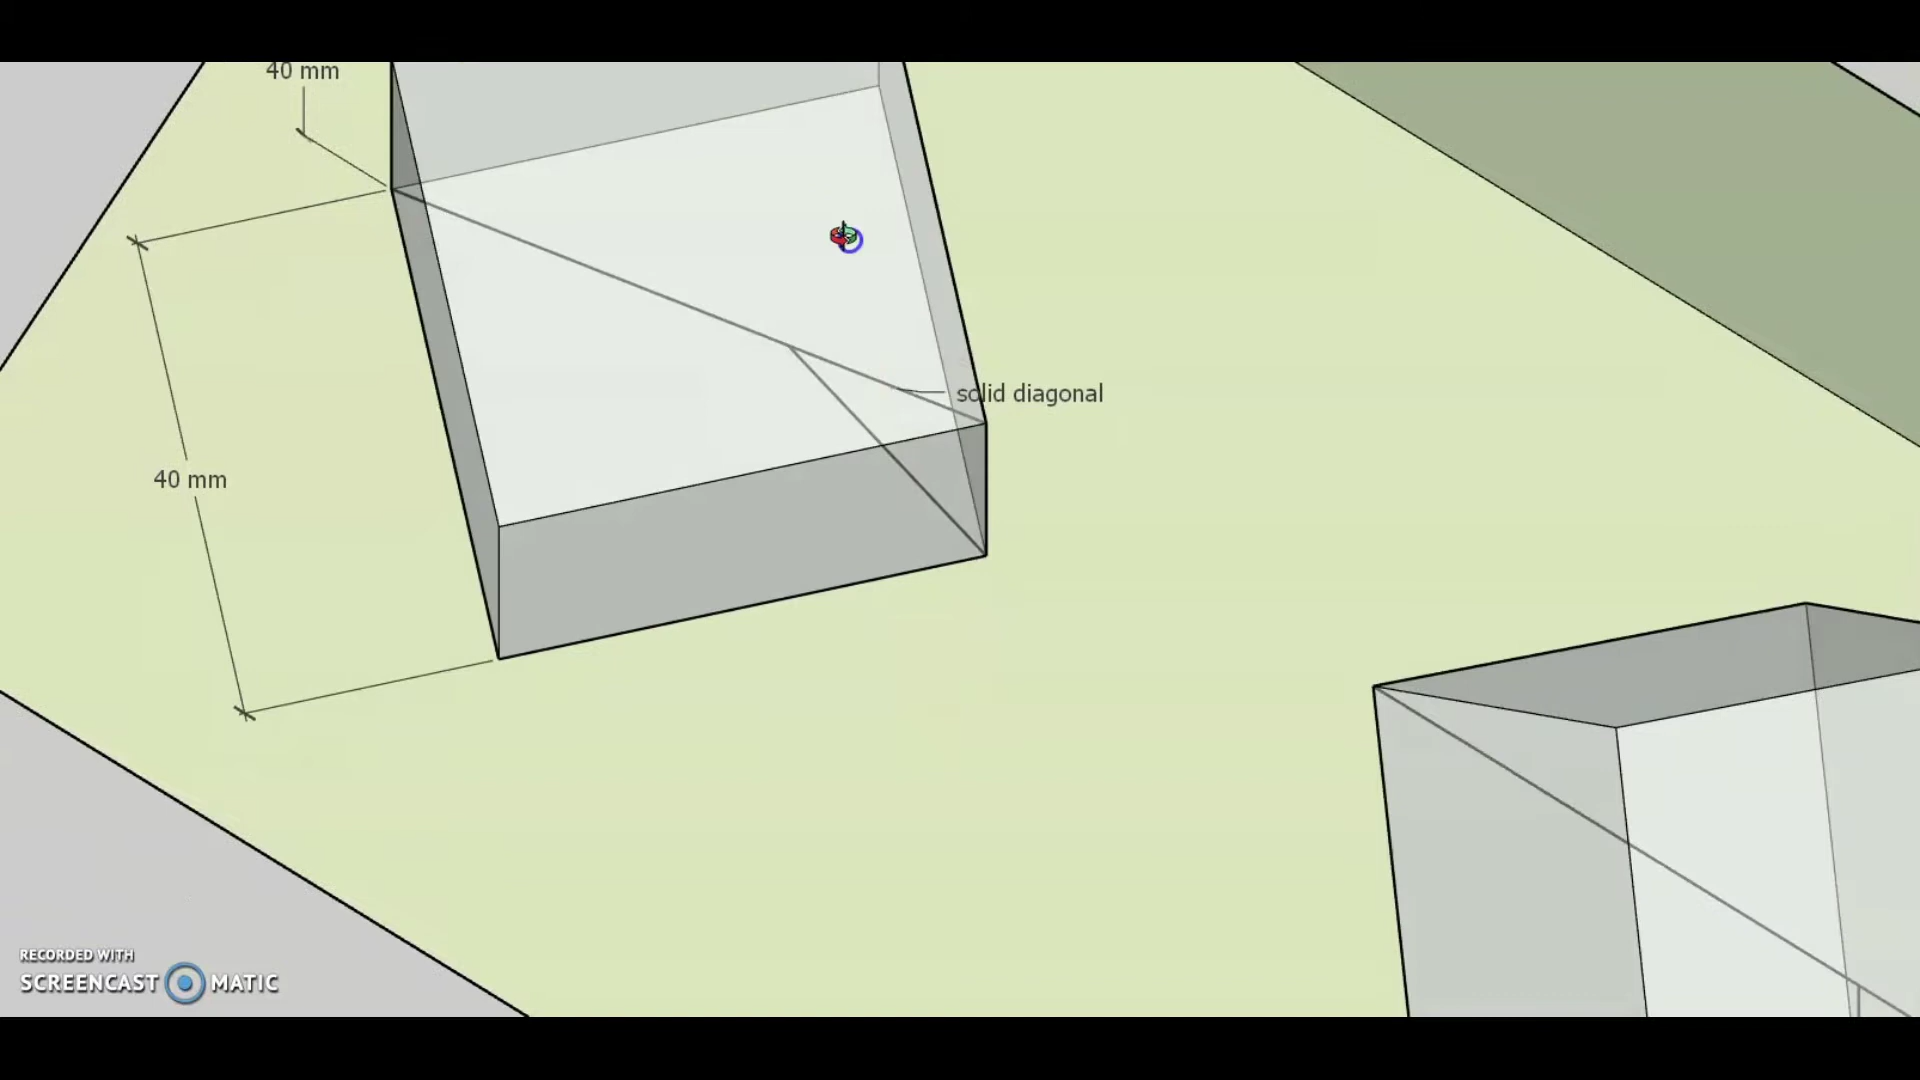 40 mm
solid diagonal
40 mm
RECORDED WITH
SCREENCAST MATIC